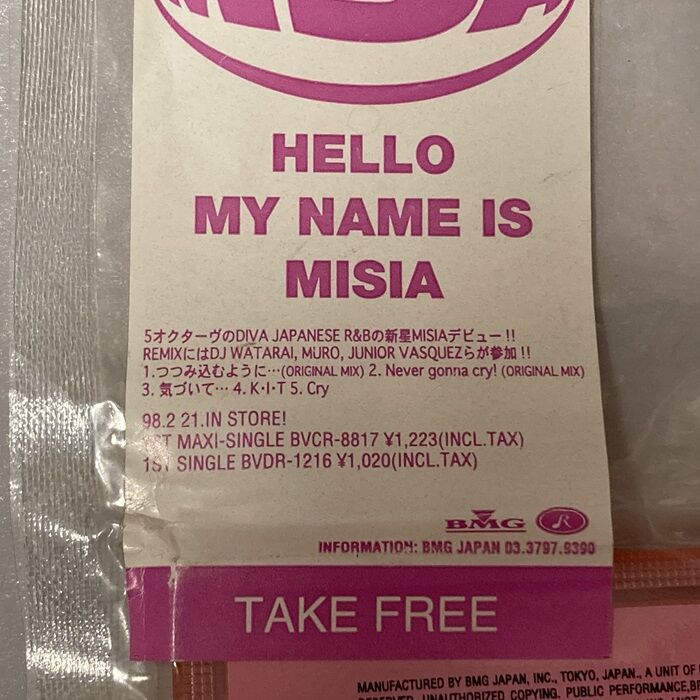 HELLO
MY NAME IS
MISIA
5オクターヴのDIVA JAPANESE R&Bの新星MISIAデビュー!!
REMIXにはDJ WATARAI, MURO, JUNIOR VASQUEZらが参加!!
1.つつみ込むように…(ORIGINAL MIX) 2. Never gonna cry! (ORIGINAL MIX)
3. 気づいて… 4. K・I・T 5. Cry
98.2 21.IN STORE!
1ST MAXI-SINGLE BVCR-8817 ¥1,223(INCL.TAX)
1ST SINGLE BVDR-1216 ¥1,020(INCL.TAX)
BMG
INFORMATION: BMG JAPAN 03.3797.9390
TAKE FREE
MANUFACTURED BY BMG JAPAN, INC., TOKYO, JAPAN., A UNIT OF
RESERVED. UNAUTHORIZED COPYING, PUBLIC PERFORMANCE,